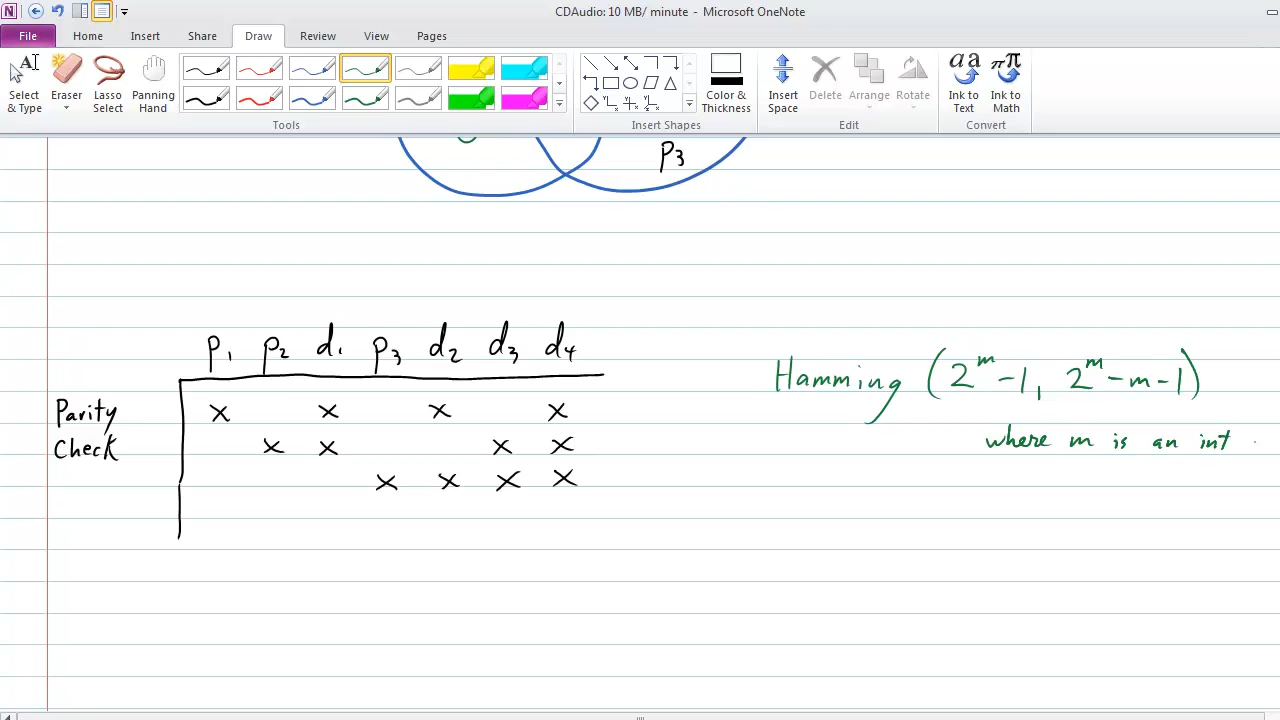 CDAudio: 10 MB/ minute - Microsoft OneNote
File Home Insert Share Draw Review View Pages
Select & Type
Eraser
Lasso Select
Panning Hand
Color & Thickness
Insert Space
Delete
Arrange
Rotate
Ink to Text
Ink to Math
Tools Insert Shapes Edit Convert
p3
p1 p2 d1 p3 d2 d3 d4
Hamming (2^m -1, 2^m -m -1)
Parity x x x x
where m is an int
Check x x x x
x x x x